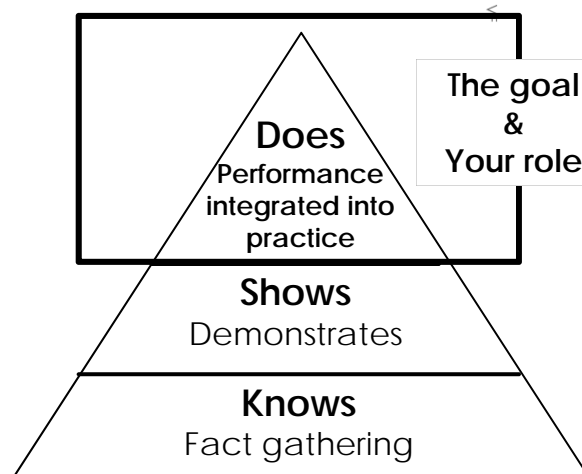 The goal
&
Your role
Does
Performance
integrated into
practice
Shows
Demonstrates
Knows
Fact gathering